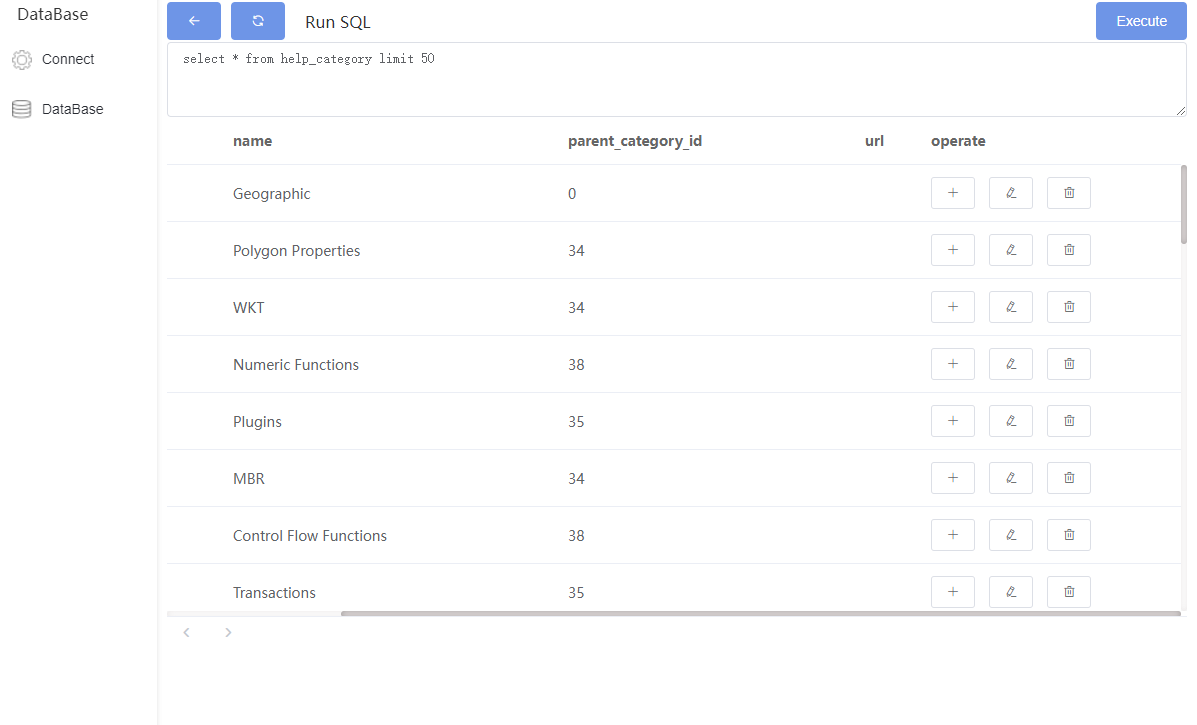 DataBase
Run SQL
Execute
Connect
DataBase
select * from help_category limit 50
name parent_category_id url operate
Geographic 0
Polygon Properties 34
WKT 34
Numeric Functions 38
Plugins 35
MBR 34
Control Flow Functions 38
Transactions 35